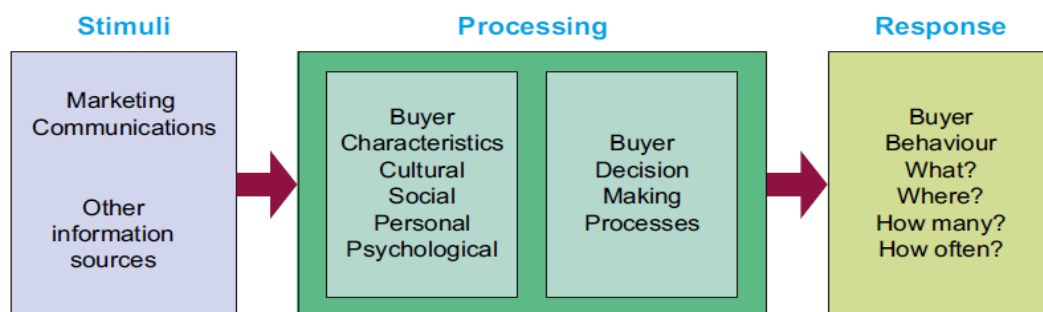 Stimuli
Marketing
Communications
Other
information
sources
Processing
Buyer
Characteristics
Cultural
Social
Personal
Psychological
Buyer
Decision
Making
Processes
Response
Buyer
Behaviour
What?
Where?
How many?
How often?